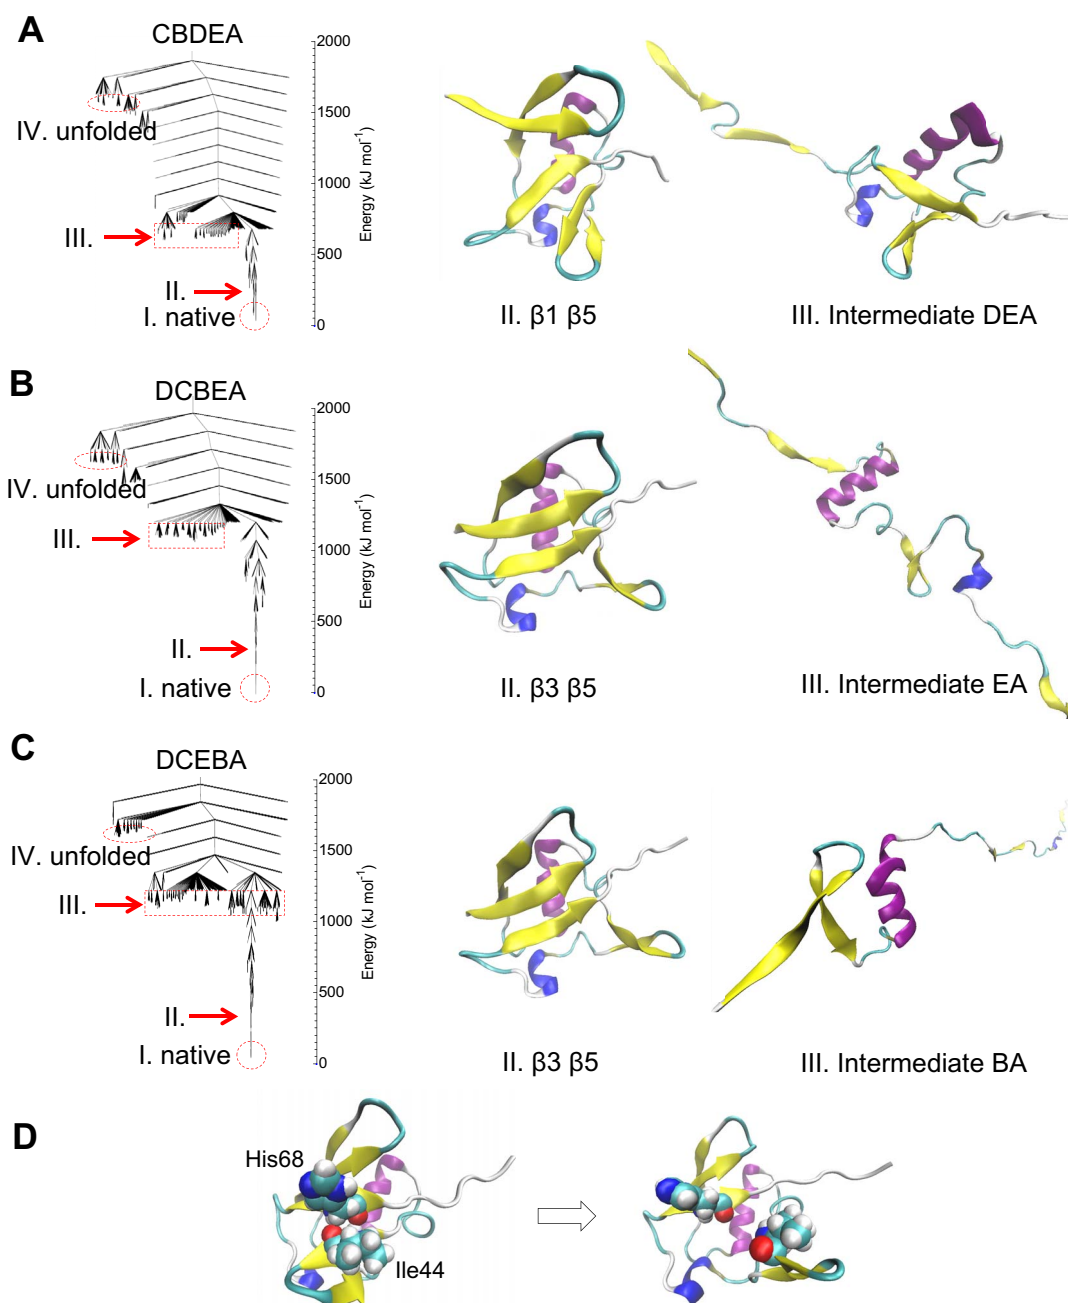 A
CBDEA
2000
1500
1000
500
0
Energy (kJ mol⁻¹)
IV. unfolded
III.
II.
I. native
II. β1 β5
III. Intermediate DEA
B
DCBEA
2000
1500
1000
500
0
Energy (kJ mol⁻¹)
IV. unfolded
III.
II.
I. native
II. β3 β5
III. Intermediate EA
C
DCEBA
2000
1500
1000
500
0
Energy (kJ mol⁻¹)
IV. unfolded
III.
II.
I. native
II. β3 β5
III. Intermediate BA
D
His68
Ile44